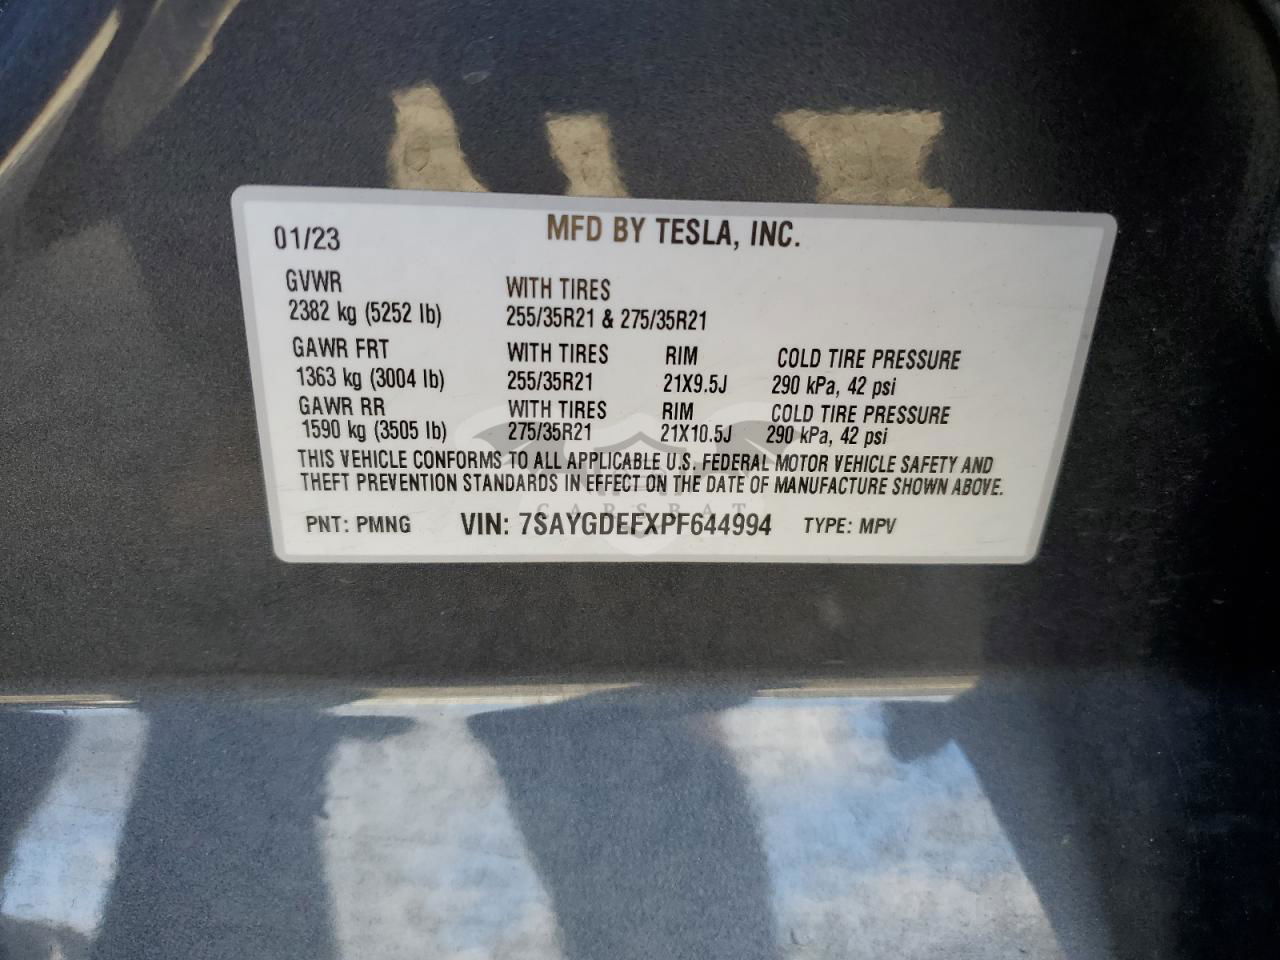 MFD BY TESLA, INC.
01/23
GVWR WITH TIRES
2382 kg (5252 lb) 255/35R21 & 275/35R21
GAWR FRT WITH TIRES RIM COLD TIRE PRESSURE
1363 kg (3004 lb) 255/35R21 21X9.5J 290 kPa, 42 psi
GAWR RR WITH TIRES RIM COLD TIRE PRESSURE
1590 kg (3505 lb) 275/35R21 21X10.5J 290 kPa, 42 psi
THIS VEHICLE CONFORMS TO ALL APPLICABLE U.S. FEDERAL MOTOR VEHICLE SAFETY AND
THEFT PREVENTION STANDARDS IN EFFECT ON THE DATE OF MANUFACTURE SHOWN ABOVE.
CARSBAT
PNT: PMNG VIN: 7SAYGDEFXPF644994 TYPE: MPV